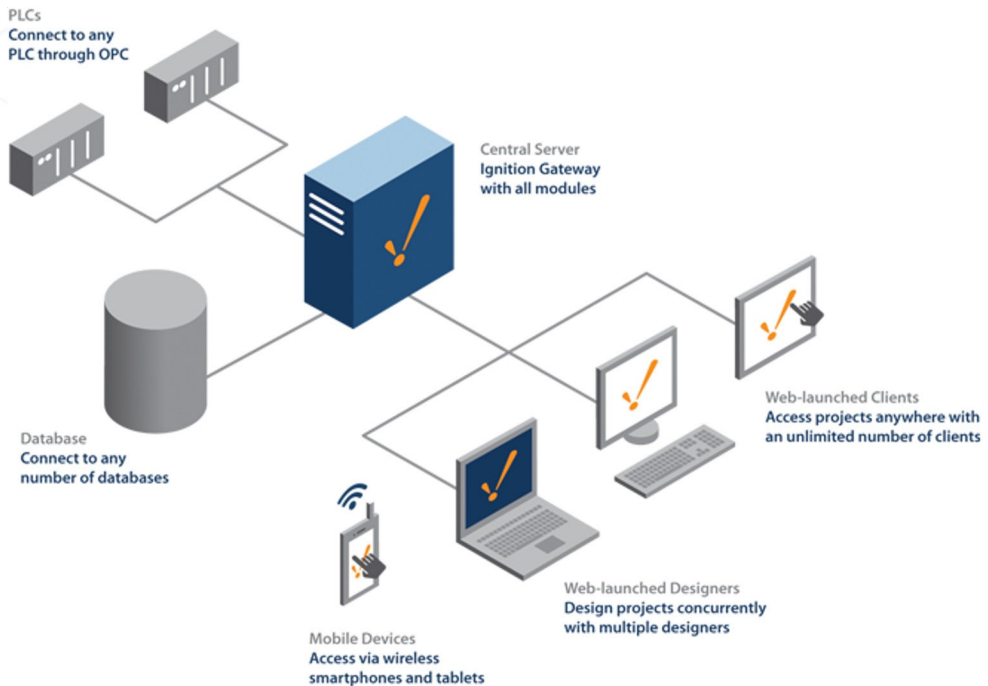 PLCs
Connect to any
PLC through OPC
Central Server
Ignition Gateway
with all modules
Web-launched Clients
Access projects anywhere with
an unlimited number of clients
Database
Connect to any
number of databases
Web-launched Designers
Design projects concurrently
with multiple designers
Mobile Devices
Access via wireless
smartphones and tablets